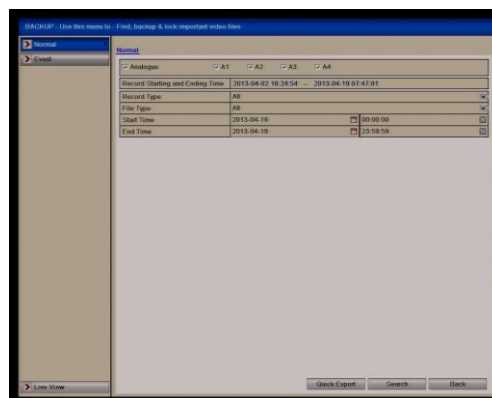 BACKUP - Use this menu to - Find, backup & lock important video files
Normal
Event
Normal
Analogue A1 A2 A3 A4
Record Starting and Ending Time 2013-04-02 16:24:54 -- 2013-04-19 07:47:01
Record Type All
File Type All
Start Time 2013-04-19 00:00:00
End Time 2013-04-19 23:59:59
Live View
Quick Export Search Back